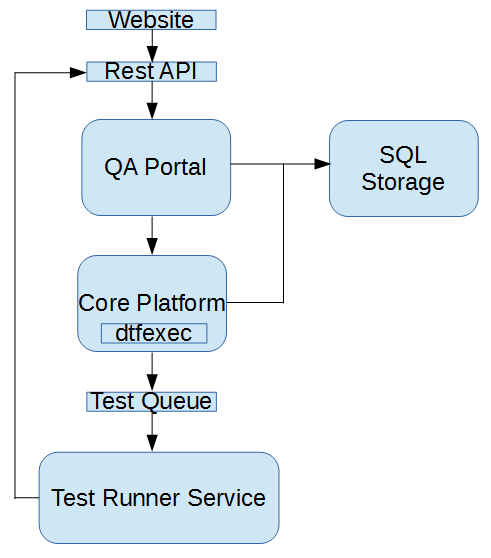 Website
Rest API
QA Portal
SQL
Storage
Core Platform
dtfexec
Test Queue
Test Runner Service